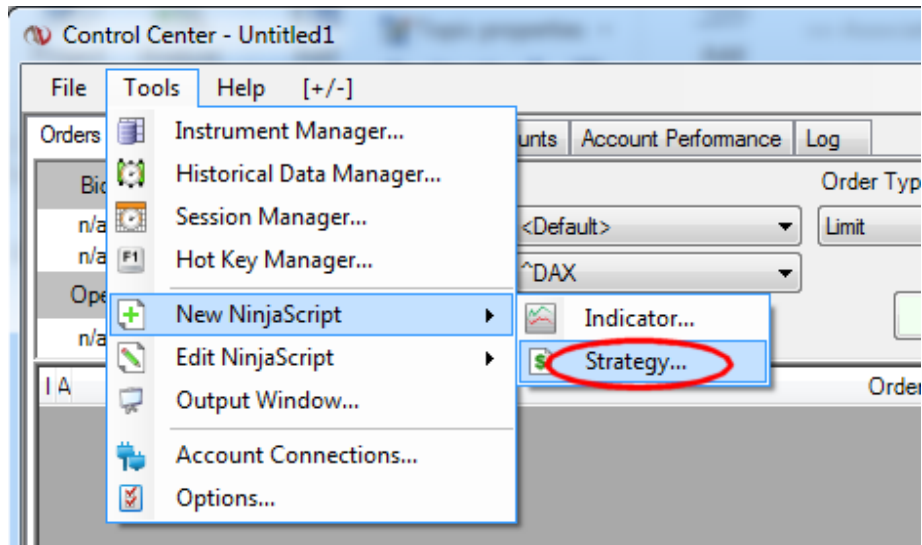 Control Center - Untitled1
File Tools Help [+/-]
Orders
unts Account Performance Log
Instrument Manager...
Historical Data Manager...
Session Manager...
F1 Hot Key Manager...
New NinjaScript
Edit NinjaScript
Output Window...
Account Connections...
Options...
Indicator...
$ Strategy...
Order Typ
n/a <Default> Limit
n/a ^DAX
Ope
n/a
I A Order